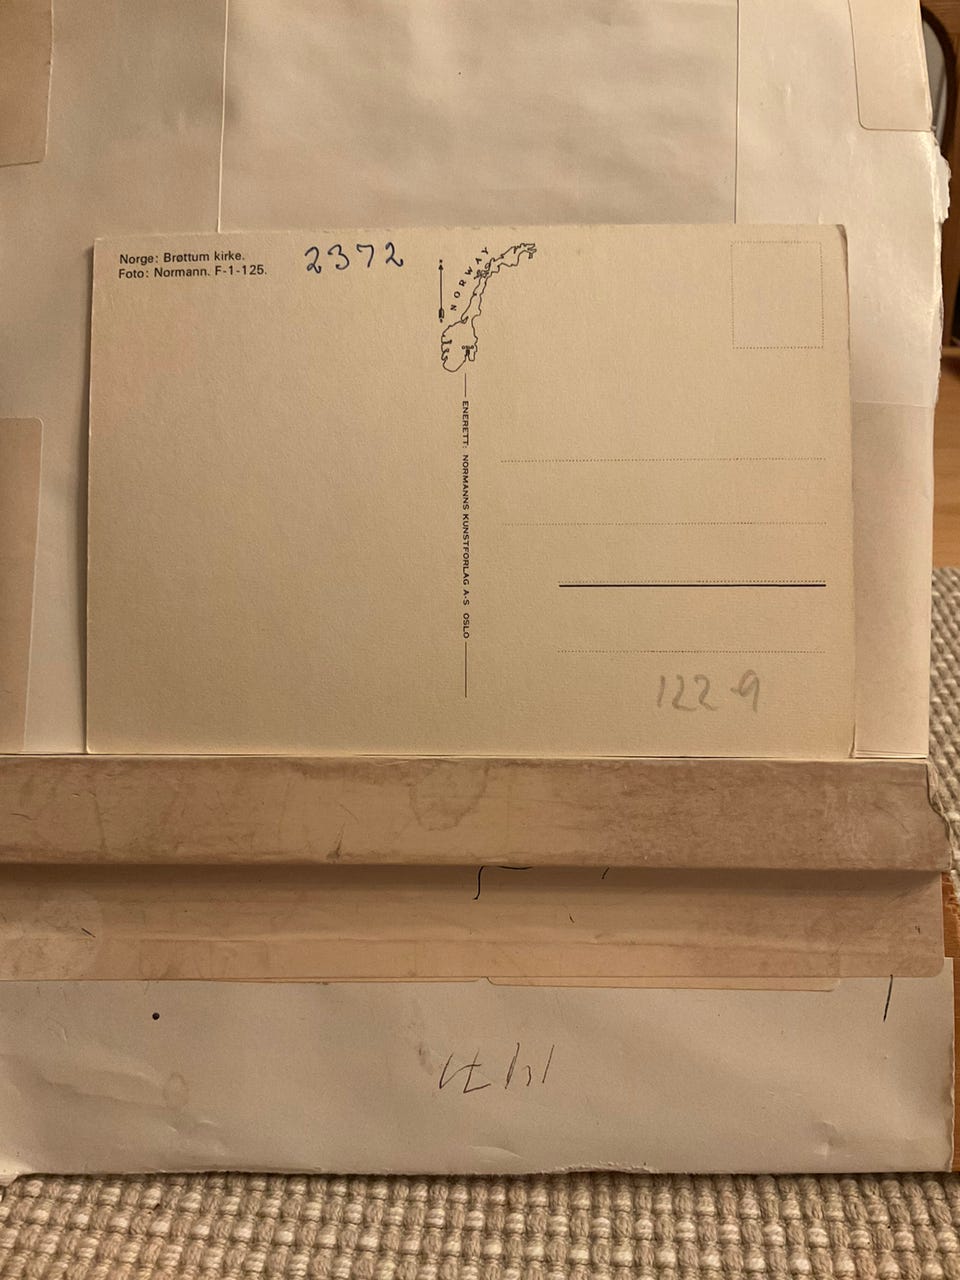 Norge: Brøttum kirke.
Foto: Normann. F-1-125.
2372
NORWAY
ENERETT: NORMANNS KUNSTFORLAG A-S OSLO
122-9